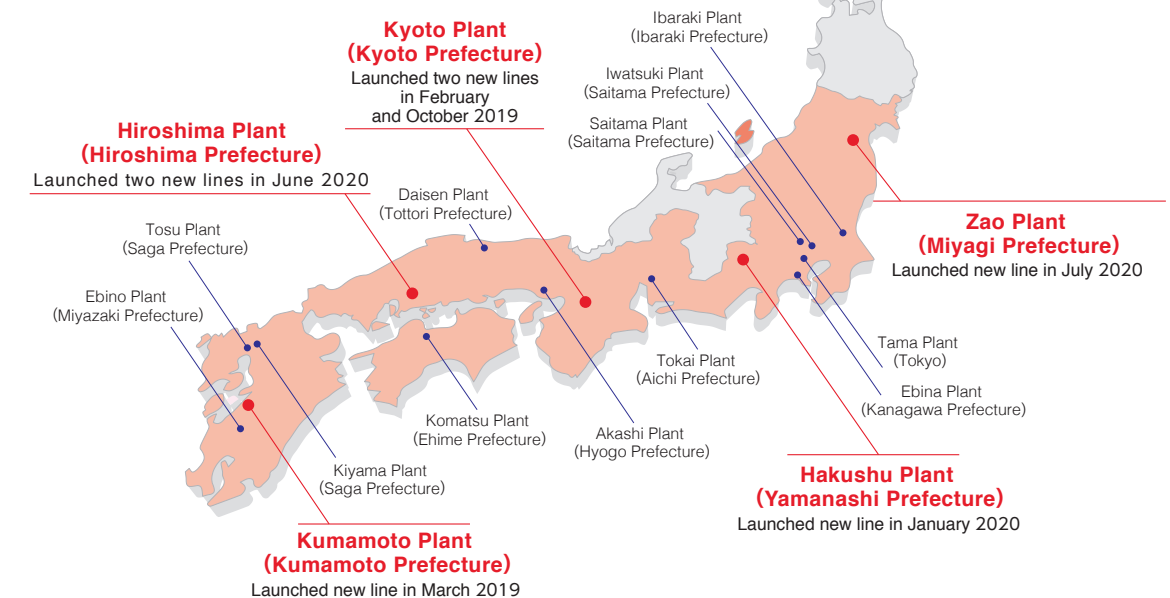 Ibaraki Plant
(Ibaraki Prefecture)
Kyoto Plant
(Kyoto Prefecture)
Launched two new lines
in February
and October 2019
Iwatsuki Plant
(Saitama Prefecture)
Saitama Plant
(Saitama Prefecture)
Hiroshima Plant
(Hiroshima Prefecture)
Launched two new lines in June 2020
Daisen Plant
(Tottori Prefecture)
Tosu Plant
(Saga Prefecture)
Zao Plant
(Miyagi Prefecture)
Launched new line in July 2020
Ebino Plant
(Miyazaki Prefecture)
Tama Plant
(Tokyo)
Tokai Plant
(Aichi Prefecture)
Ebina Plant
(Kanagawa Prefecture)
Komatsu Plant
(Ehime Prefecture)
Akashi Plant
(Hyogo Prefecture)
Kiyama Plant
(Saga Prefecture)
Hakushu Plant
(Yamanashi Prefecture)
Launched new line in January 2020
Kumamoto Plant
(Kumamoto Prefecture)
Launched new line in March 2019